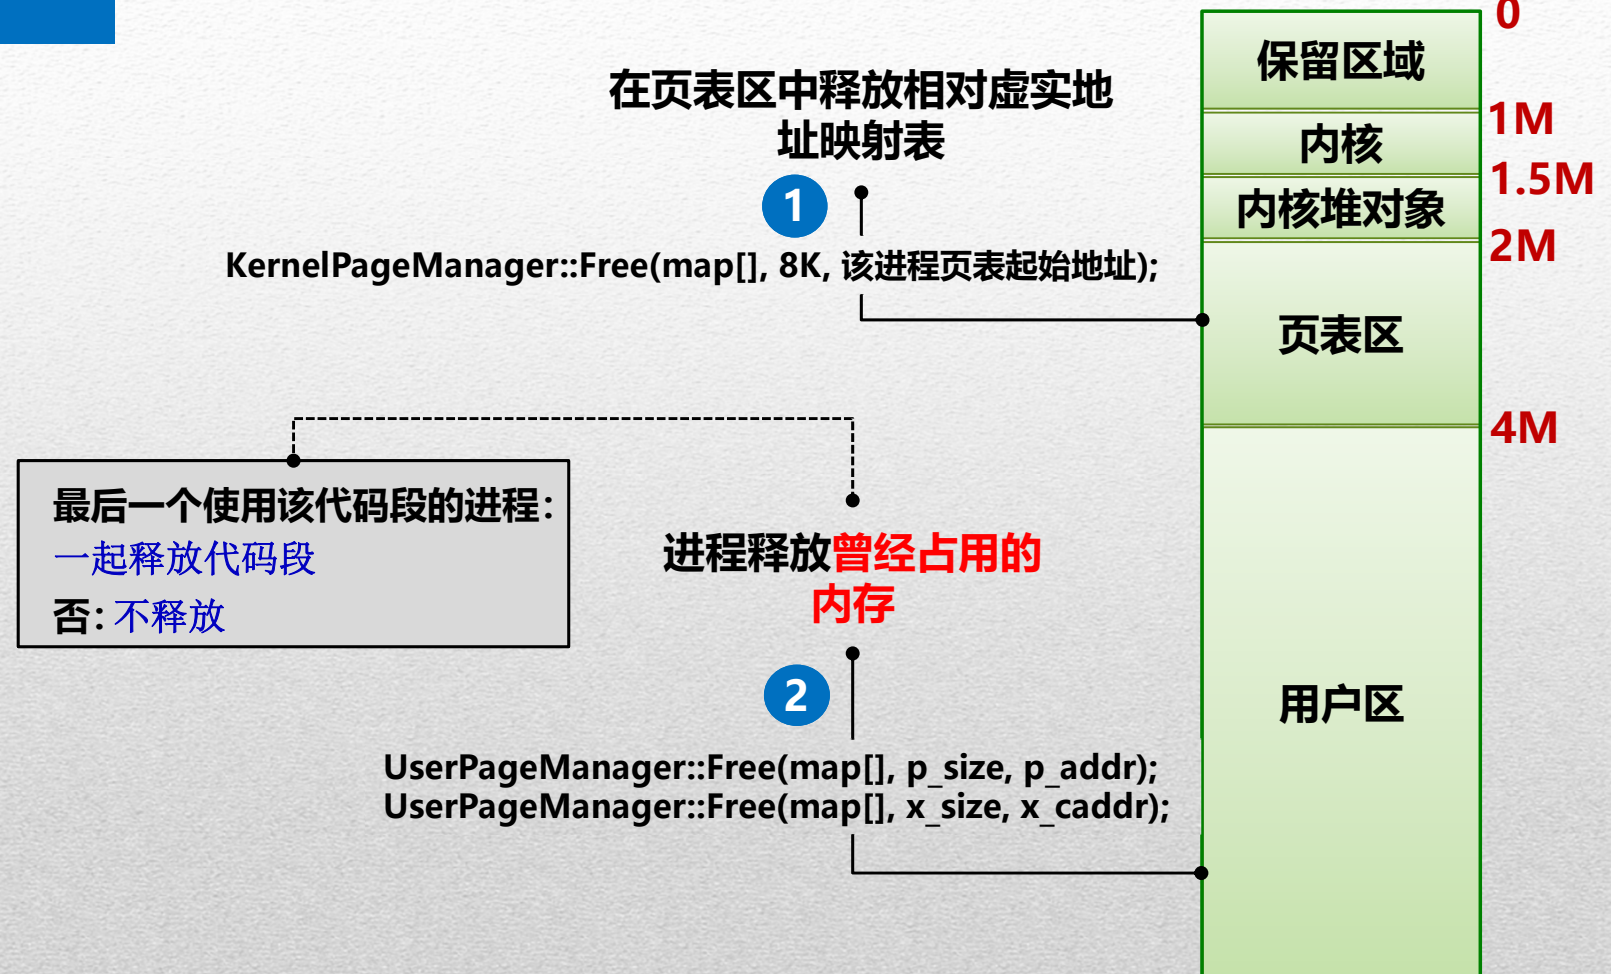 0
保留区域
在页表区中释放相对虚实地
址映射表
1M
内核
1
1.5M
内核堆对象
2M
KernelPageManager::Free(map[], 8K, 该进程页表起始地址);
页表区
4M
最后一个使用该代码段的进程：
一起释放代码段
否：不释放
进程释放曾经占用的
内存
2
用户区
UserPageManager::Free(map[], p_size, p_addr);
UserPageManager::Free(map[], x_size, x_caddr);